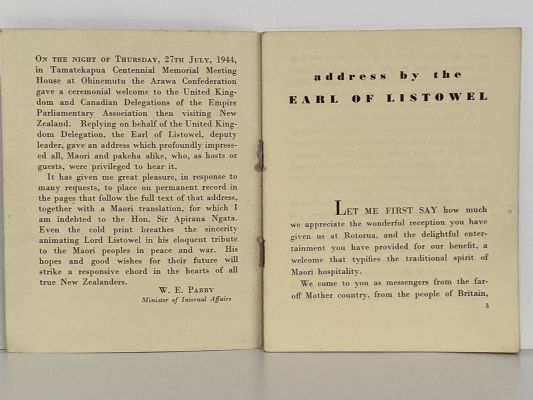 ON THE NIGHT OF THURSDAY, 27TH JULY, 1944,
in Tamatekapua Centennial Memorial Meeting
House at Ohinemutu the Arawa Confederation
gave a ceremonial welcome to the United King-
dom and Canadian Delegations of the Empire
Parliamentary Association then visiting New
Zealand. Replying on behalf of the United King-
dom Delegation, the Earl of Listowel, deputy
leader, gave an address which profoundly impress-
ed all, Maori and pakeha alike, who, as hosts or
guests, were privileged to hear it.
It has given me great pleasure, in response to
many requests, to place on permanent record in
the pages that follow the full text of that address,
together with a Maori translation, for which I
am indebted to the Hon. Sir Apirana Ngata.
Even the cold print breathes the sincerity
animating Lord Listowel in his eloquent tribute
to the Maori peoples in peace and war. His
hopes and good wishes for their future will
strike a responsive chord in the hearts of all
true New Zealanders.
W. E. PARRY
Minister of Internal Affairs
address by the
EARL OF LISTOWEL
LET ME FIRST SAY how much
we appreciate the wonderful reception you have
given us at Rotorua, and the delightful enter-
tainment you have provided for our benefit, a
welcome that typifies the traditional spirit of
Maori hospitality.
We come to you as messengers from the far-
off Mother country, from the people of Britain,
3